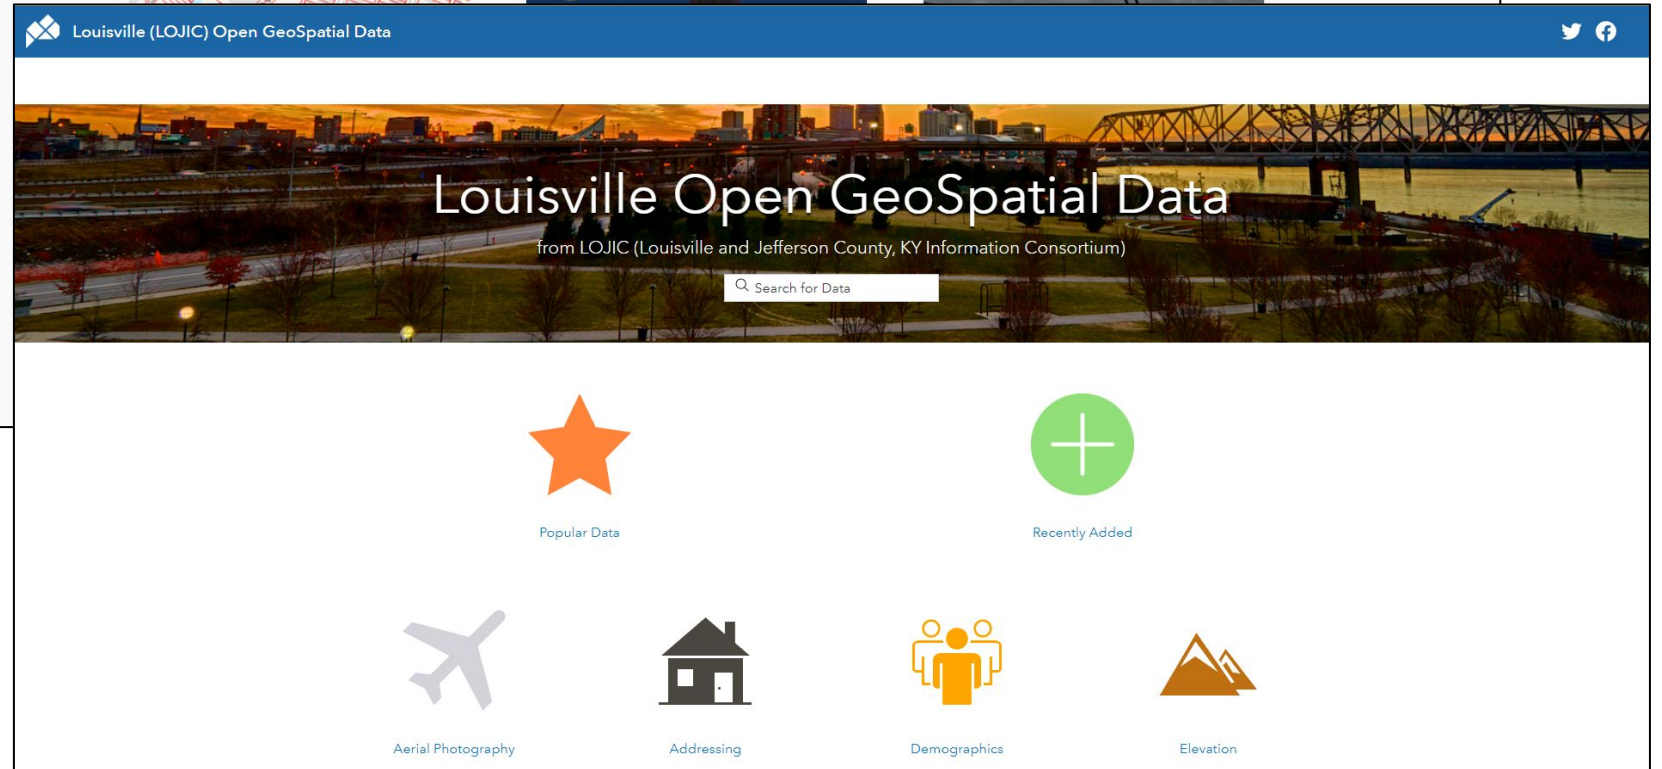 Louisville (LOJIC) Open GeoSpatial Data
Louisville Open GeoSpatial Data
from LOJIC (Louisville and Jefferson County, KY Information Consortium)
Search for Data
Popular Data
Recently Added
Aerial Photography
Addressing
Demographics
Elevation